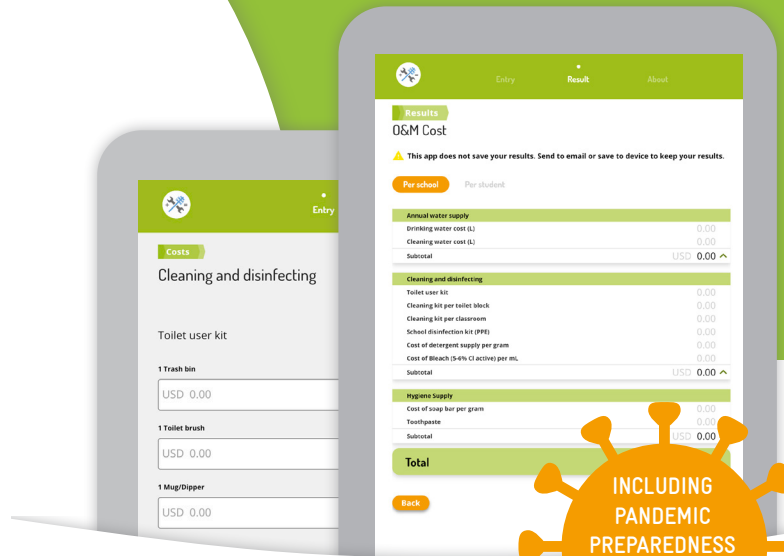 Entry
Costs
Cleaning and disinfecting
Toilet user kit
1 Trash bin
USD 0.00
1 Toilet brush
USD 0.00
1 Mug/Dipper
USD 0.00
Entry Result About
Results
O&M Cost
This app does not save your results. Send to email or save to device to keep your results.
Per school Per student
Annual water supply
Drinking water cost (L) 0.00
Cleaning water cost (L) 0.00
Subtotal USD 0.00
Cleaning and disinfecting
Toilet user kit 0.00
Cleaning kit per toilet block 0.00
Cleaning kit per classroom 0.00
School disinfection kit (PPE) 0.00
Cost of detergent supply per gram 0.00
Cost of Bleach (5-6% Cl active) per mL 0.00
Subtotal USD 0.00
Hygiene Supply
Cost of soap bar per gram 0.00
Toothpaste 0.00
Subtotal USD 0.00
Total
Back
INCLUDING
PANDEMIC
PREPAREDNESS